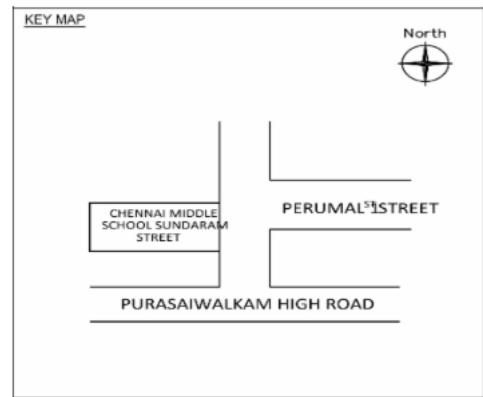 KEY MAP
North
CHENNAI MIDDLE
SCHOOL SUNDARAM
STREET
PERUMAL 1ST STREET
PURASAIWALKAM HIGH ROAD